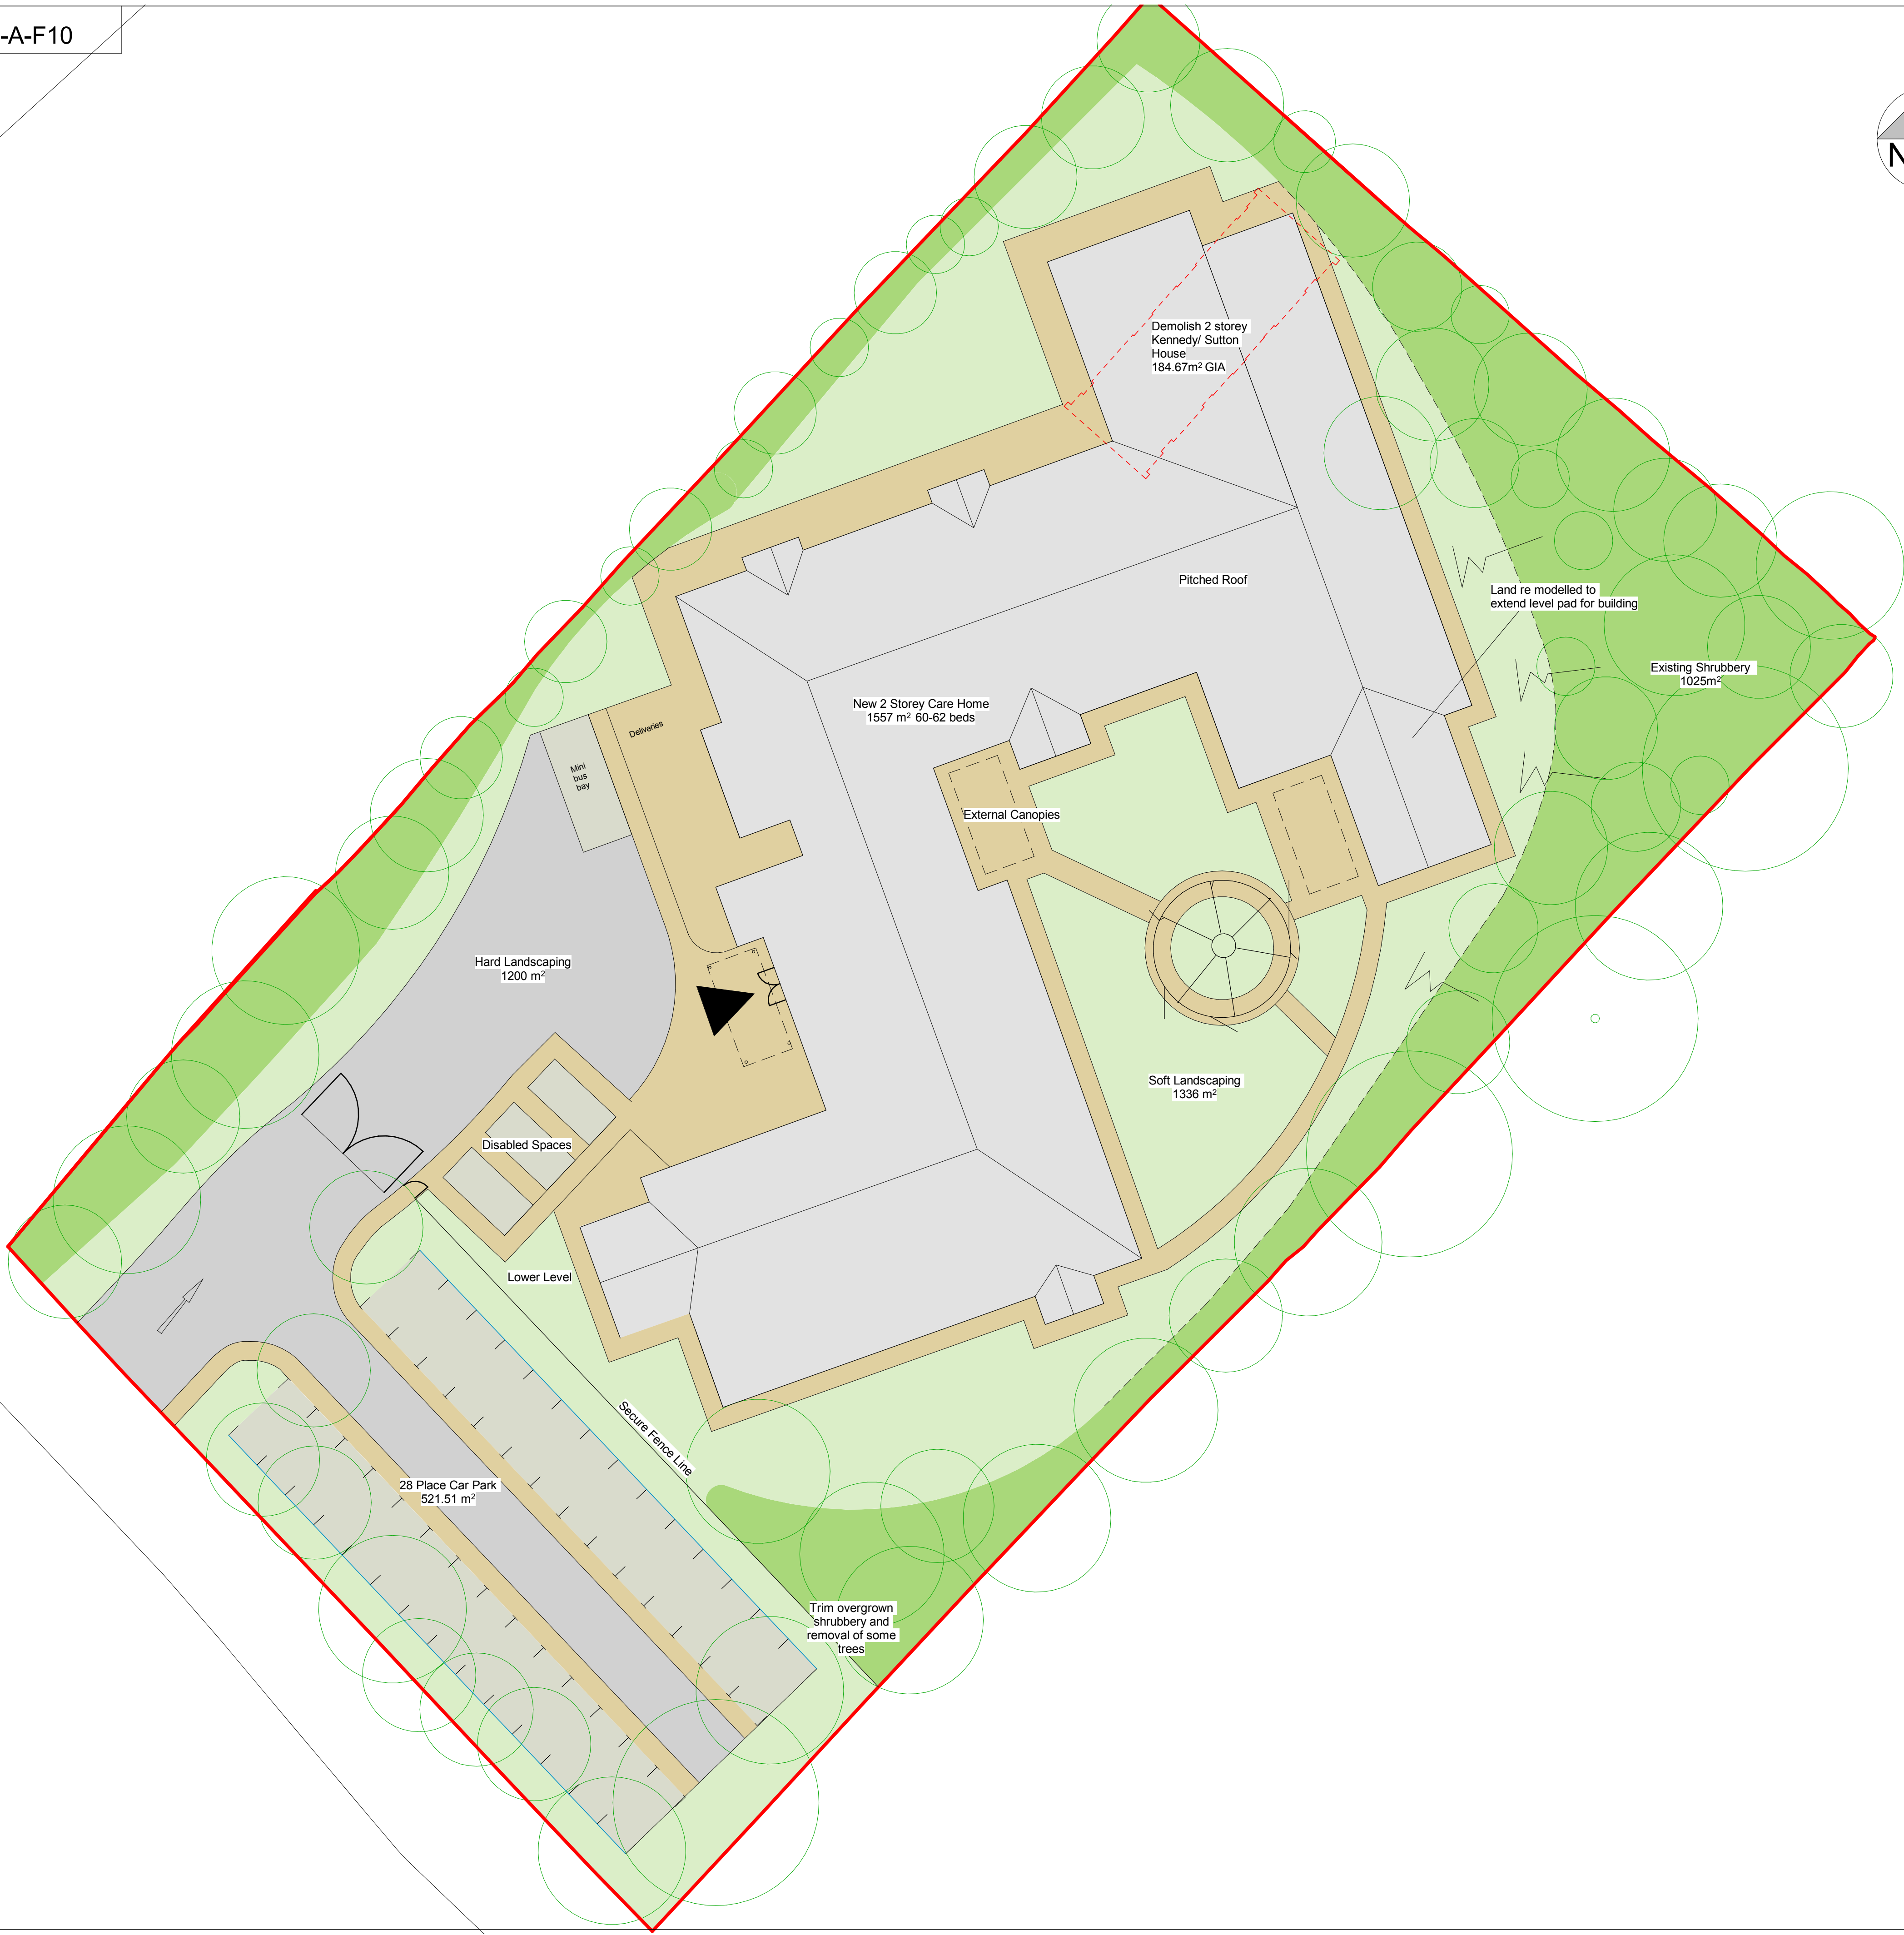 -A-F10
N
Demolish 2 storey
Kennedy/ Sutton
House
184.67m² GIA
Pitched Roof
Land re modelled to
extend level pad for building
Existing Shrubbery
1025m²
New 2 Storey Care Home
1557 m² 60-62 beds
Deliveries
Mini
bus
bay
External Canopies
Hard Landscaping
1200 m²
Soft Landscaping
1336 m²
Disabled Spaces
Lower Level
Secure Fence Line
28 Place Car Park
521.51 m²
Trim overgrown
shrubbery and
removal of some
trees